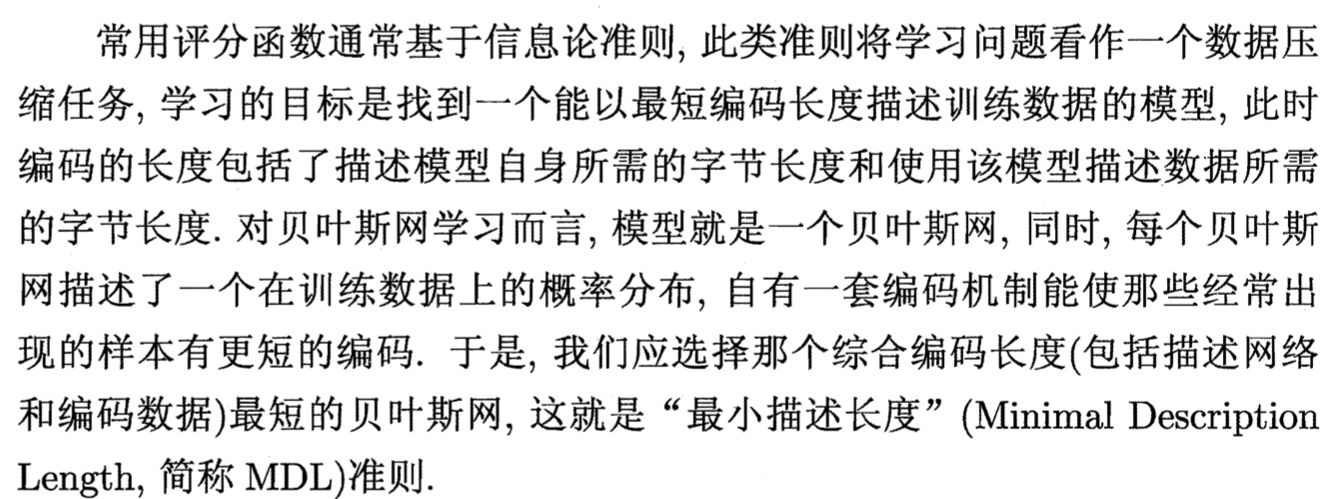 常用评分函数通常基于信息论准则, 此类准则将学习问题看作一个数据压
缩任务, 学习的目标是找到一个能以最短编码长度描述训练数据的模型, 此时
编码的长度包括了描述模型自身所需的字节长度和使用该模型描述数据所需
的字节长度. 对贝叶斯网学习而言, 模型就是一个贝叶斯网, 同时, 每个贝叶斯
网描述了一个在训练数据上的概率分布, 自有一套编码机制能使那些经常出
现的样本有更短的编码. 于是, 我们应选择那个综合编码长度(包括描述网络
和编码数据)最短的贝叶斯网, 这就是“最小描述长度” (Minimal Description
Length, 简称 MDL)准则.